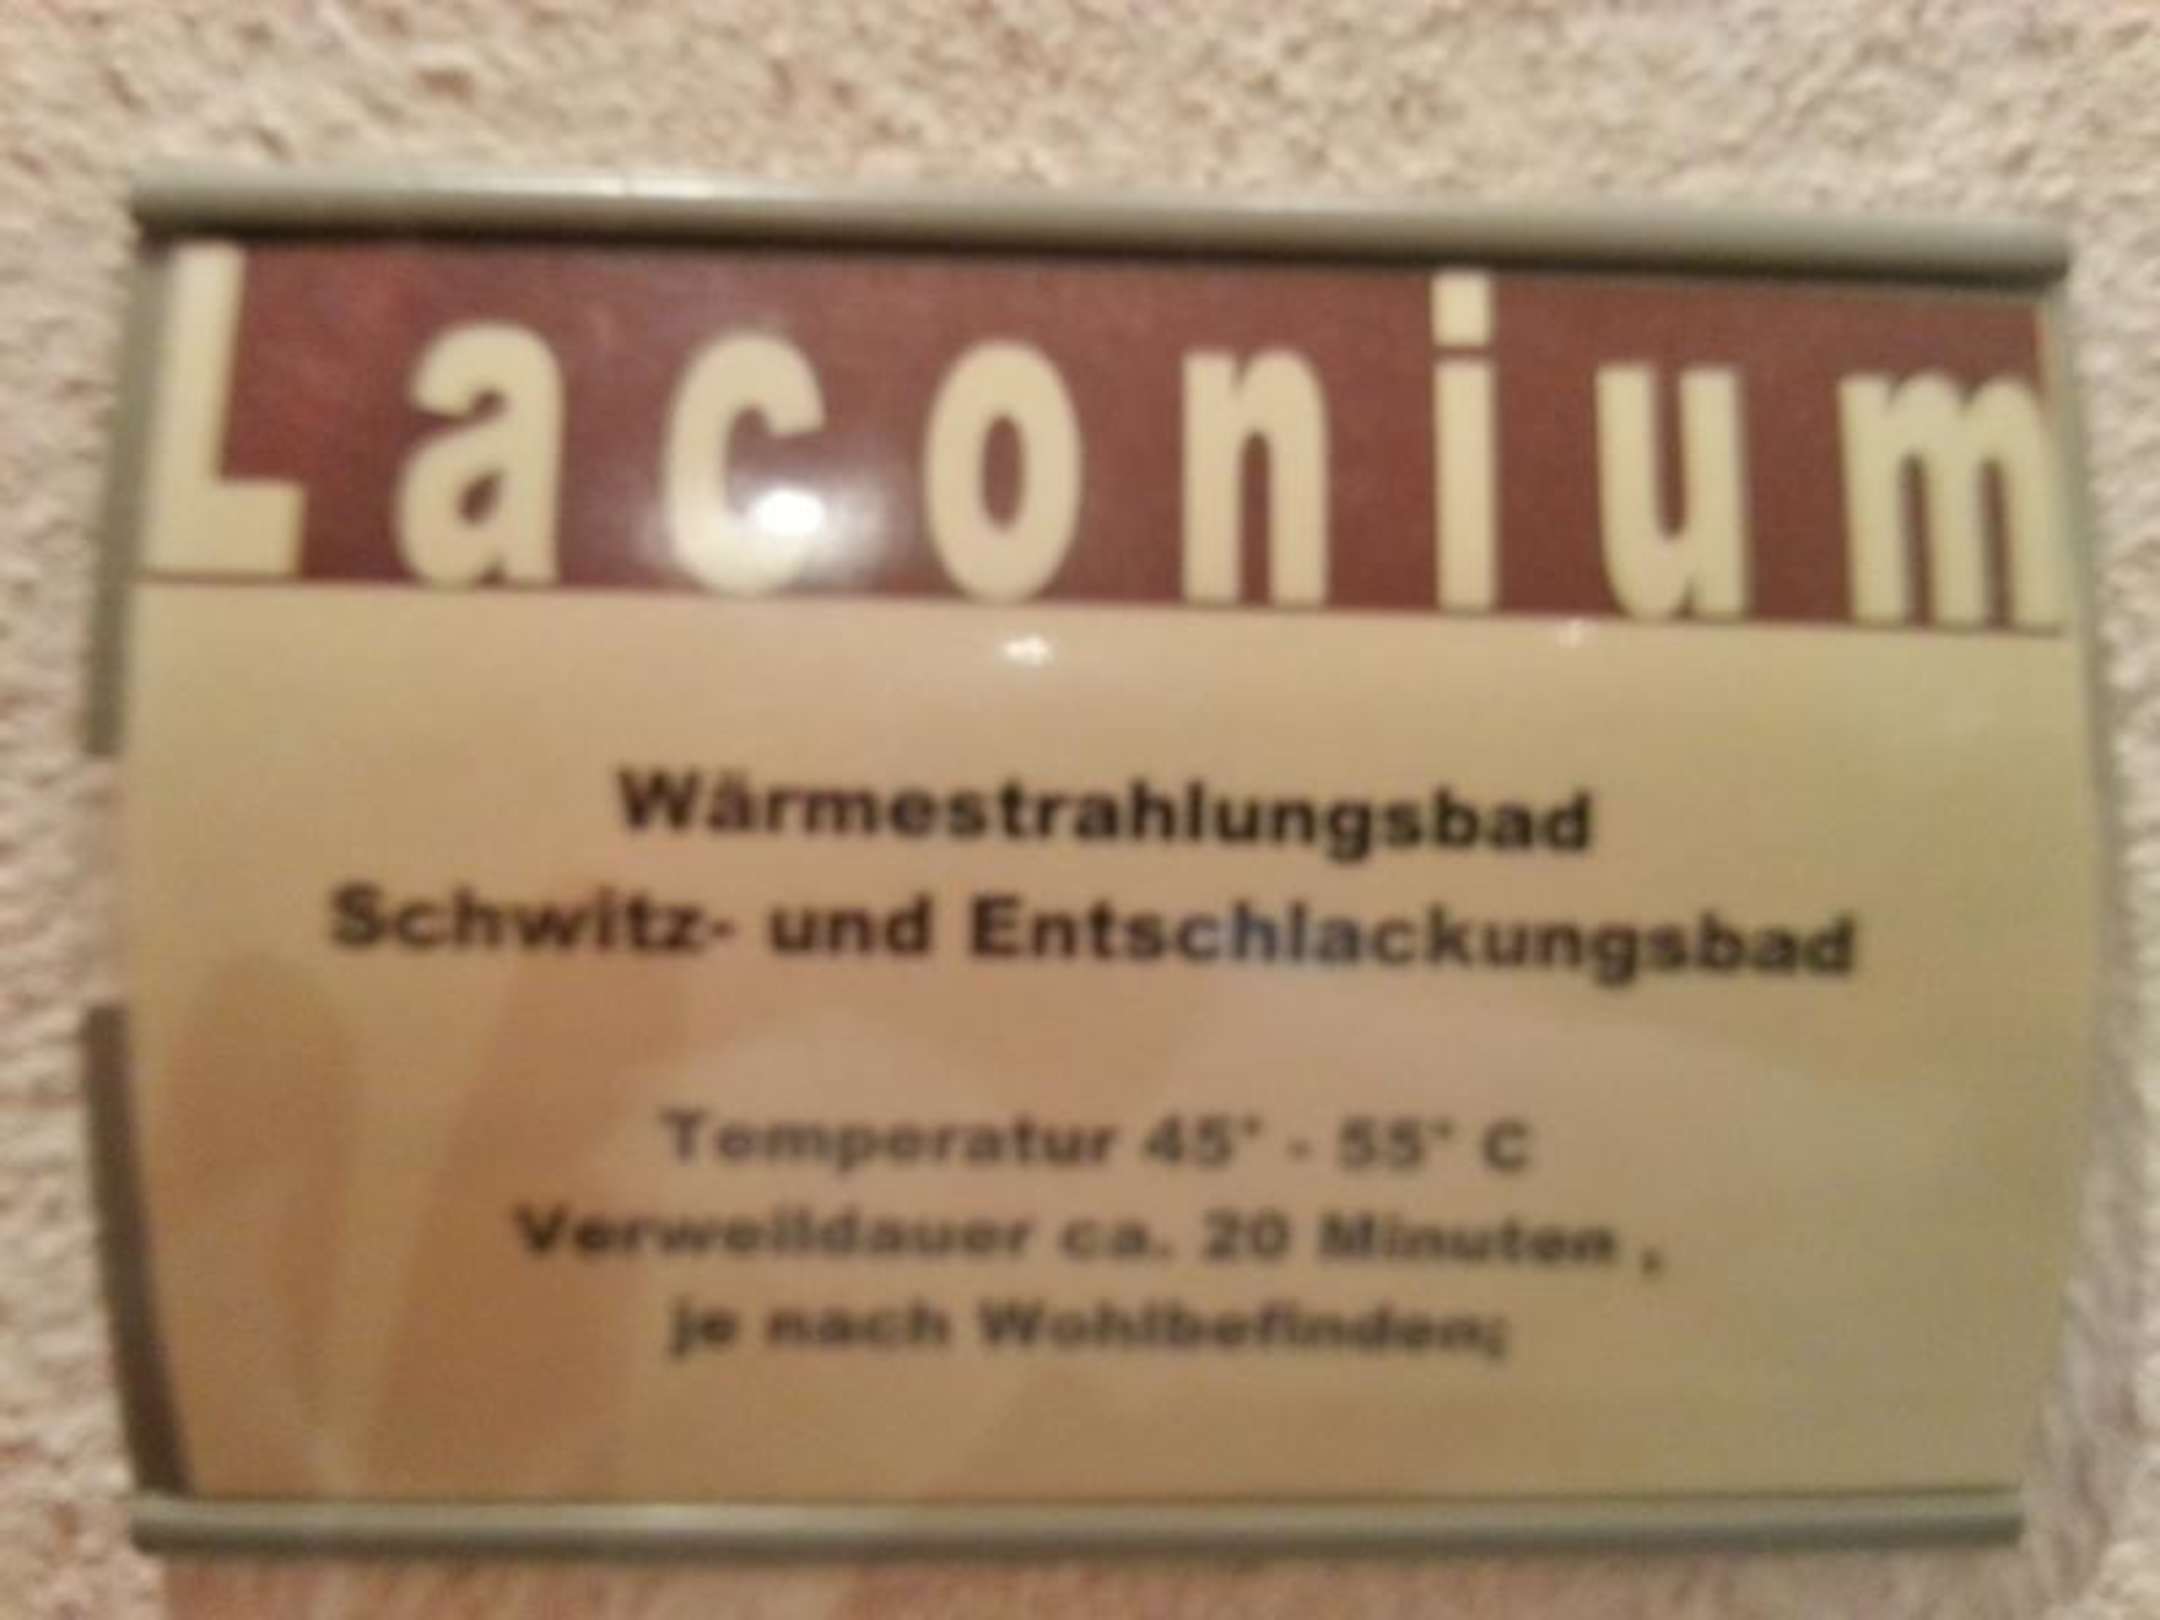 Laconium
Wärmestrahlungsbad
Schwitz- und Entschlackungsbad
Temperatur 45° - 55° C
Verweildauer ca. 20 Minuten ,
je nach Wohlbefinden;